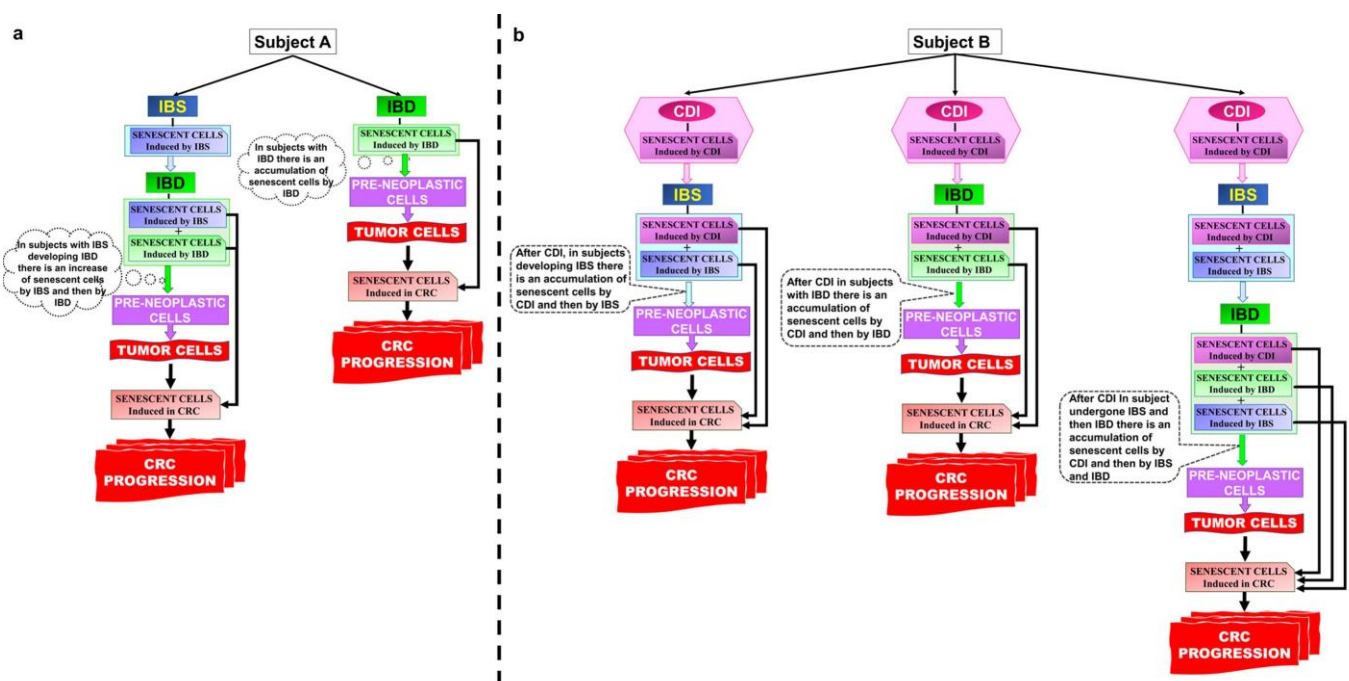 a
Subject A
IBS
SENESCENT CELLS
Induced by IBS
IBD
SENESCENT CELLS
Induced by IBS
+
SENESCENT CELLS
Induced by IBD
In subjects with IBS
developing IBD
there is an increase
of senescent cells
by IBS and then by
IBD
PRE-NEOPLASTIC
CELLS
TUMOR CELLS
SENESCENT CELLS
Induced in CRC
CRC
PROGRESSION
IBD
SENESCENT CELLS
Induced by IBD
In subjects with
IBD there is an
accumulation of
senescent cells by
IBD
PRE-NEOPLASTIC
CELLS
TUMOR CELLS
SENESCENT CELLS
Induced in CRC
CRC
PROGRESSION
b
Subject B
CDI
SENESCENT CELLS
Induced by CDI
IBS
SENESCENT CELLS
Induced by CDI
+
SENESCENT CELLS
Induced by IBS
After CDI, in subjects
developing IBS there
is an accumulation of
senescent cells by
CDI and then by IBS
PRE-NEOPLASTIC
CELLS
TUMOR CELLS
SENESCENT CELLS
Induced in CRC
CRC
PROGRESSION
CDI
SENESCENT CELLS
Induced by CDI
IBD
SENESCENT CELLS
Induced by CDI
+
SENESCENT CELLS
Induced by IBD
After CDI in subjects
with IBD there is an
accumulation of
senescent cells by
CDI and then by IBD
PRE-NEOPLASTIC
CELLS
TUMOR CELLS
SENESCENT CELLS
Induced in CRC
CRC
PROGRESSION
CDI
SENESCENT CELLS
Induced by CDI
IBS
SENESCENT CELLS
Induced by CDI
+
SENESCENT CELLS
Induced by IBS
IBD
SENESCENT CELLS
Induced by CDI
+
SENESCENT CELLS
Induced by IBD
+
SENESCENT CELLS
Induced by IBS
After CDI In subject
undergone IBS and
then IBD there is an
accumulation of
senescent cells by
CDI and then by IBS
and IBD
PRE-NEOPLASTIC
CELLS
TUMOR CELLS
SENESCENT CELLS
Induced in CRC
CRC
PROGRESSION